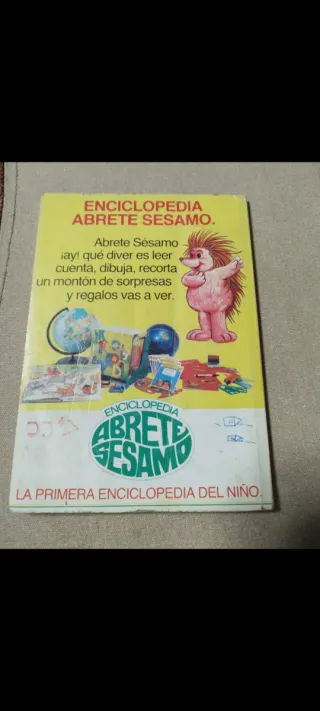 ENCICLOPEDIA
ABRETE SESAMO.
Abrete Sésamo
¡ay! qué diver es leer
cuenta, dibuja, recorta
un montón de sorpresas
y regalos vas a ver.
ENCICLOPEDIA
ABRETE
SESAMO
LA PRIMERA ENCICLOPEDIA DEL NIÑO.